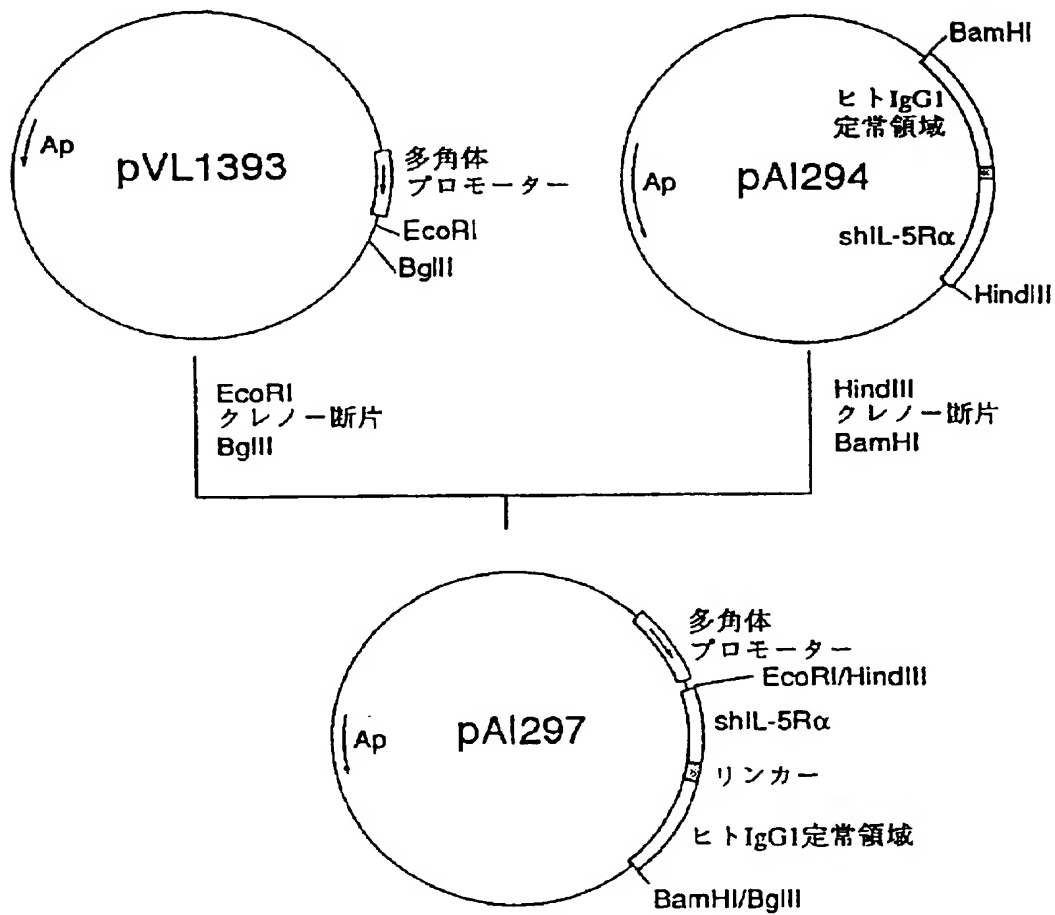 Ap
pVL1393
多角体
プロモーター
EcoRI
BglII
BamHI
ヒトIgG1
定常領域
Ap
pAI294
shIL-5Rα
HindIII
EcoRI
クレノー断片
BglII
HindIII
クレノー断片
BamHI
多角体
プロモーター
EcoRI/HindIII
Ap
pAI297
shIL-5Rα
リンカー
ヒトIgG1定常領域
BamHI/BglII